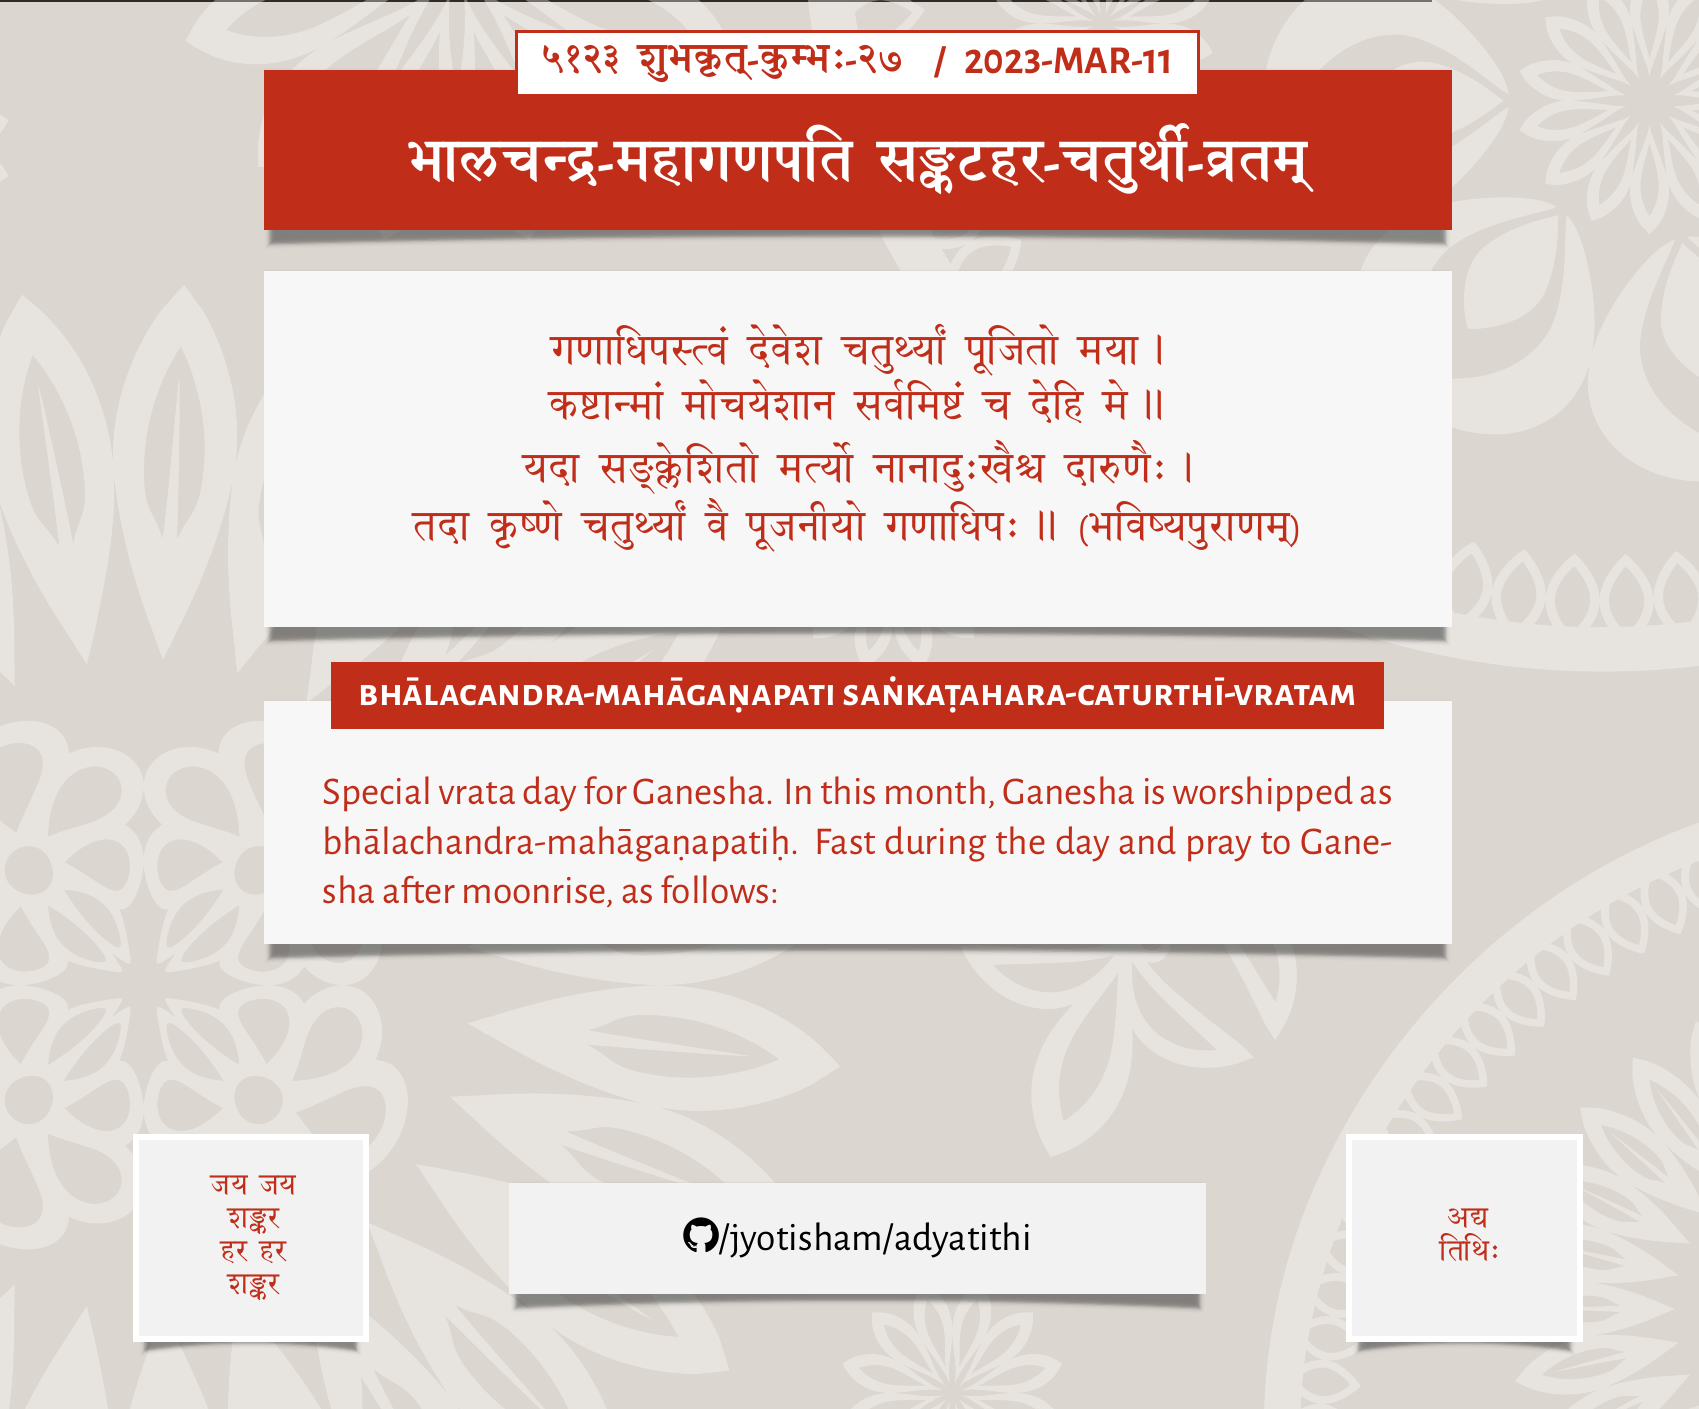 ५१२३ शुभकृत्-कुम्भः-२७ / 2023-MAR-11
भालचन्द्र-महागणपति सङ्कटहर-चतुर्थी-व्रतम्
गणाधिपस्त्वं देवेश चतुर्थ्यां पूजितो मया ।
कष्टान्मां मोचयेशान सर्वमिष्टं च देहि मे ॥
यदा सङ्क्लेशितो मर्त्यो नानादुःखैश्च दारुणैः ।
तदा कृष्णे चतुर्थ्यां वै पूजनीयो गणाधिपः ॥ (भविष्यपुराणम्)
BHĀLACANDRA-MAHĀGAṆAPATI SAṄKAṬAHARA-CATURTHĪ-VRATAM
Special vrata day for Ganesha. In this month, Ganesha is worshipped as
bhālachandra-mahāgaṇapatiḥ. Fast during the day and pray to Gane-
sha after moonrise, as follows:
जय जय
शङ्कर
हर हर
शङ्कर
/jyotisham/adyatithi
अद्य
तिथिः